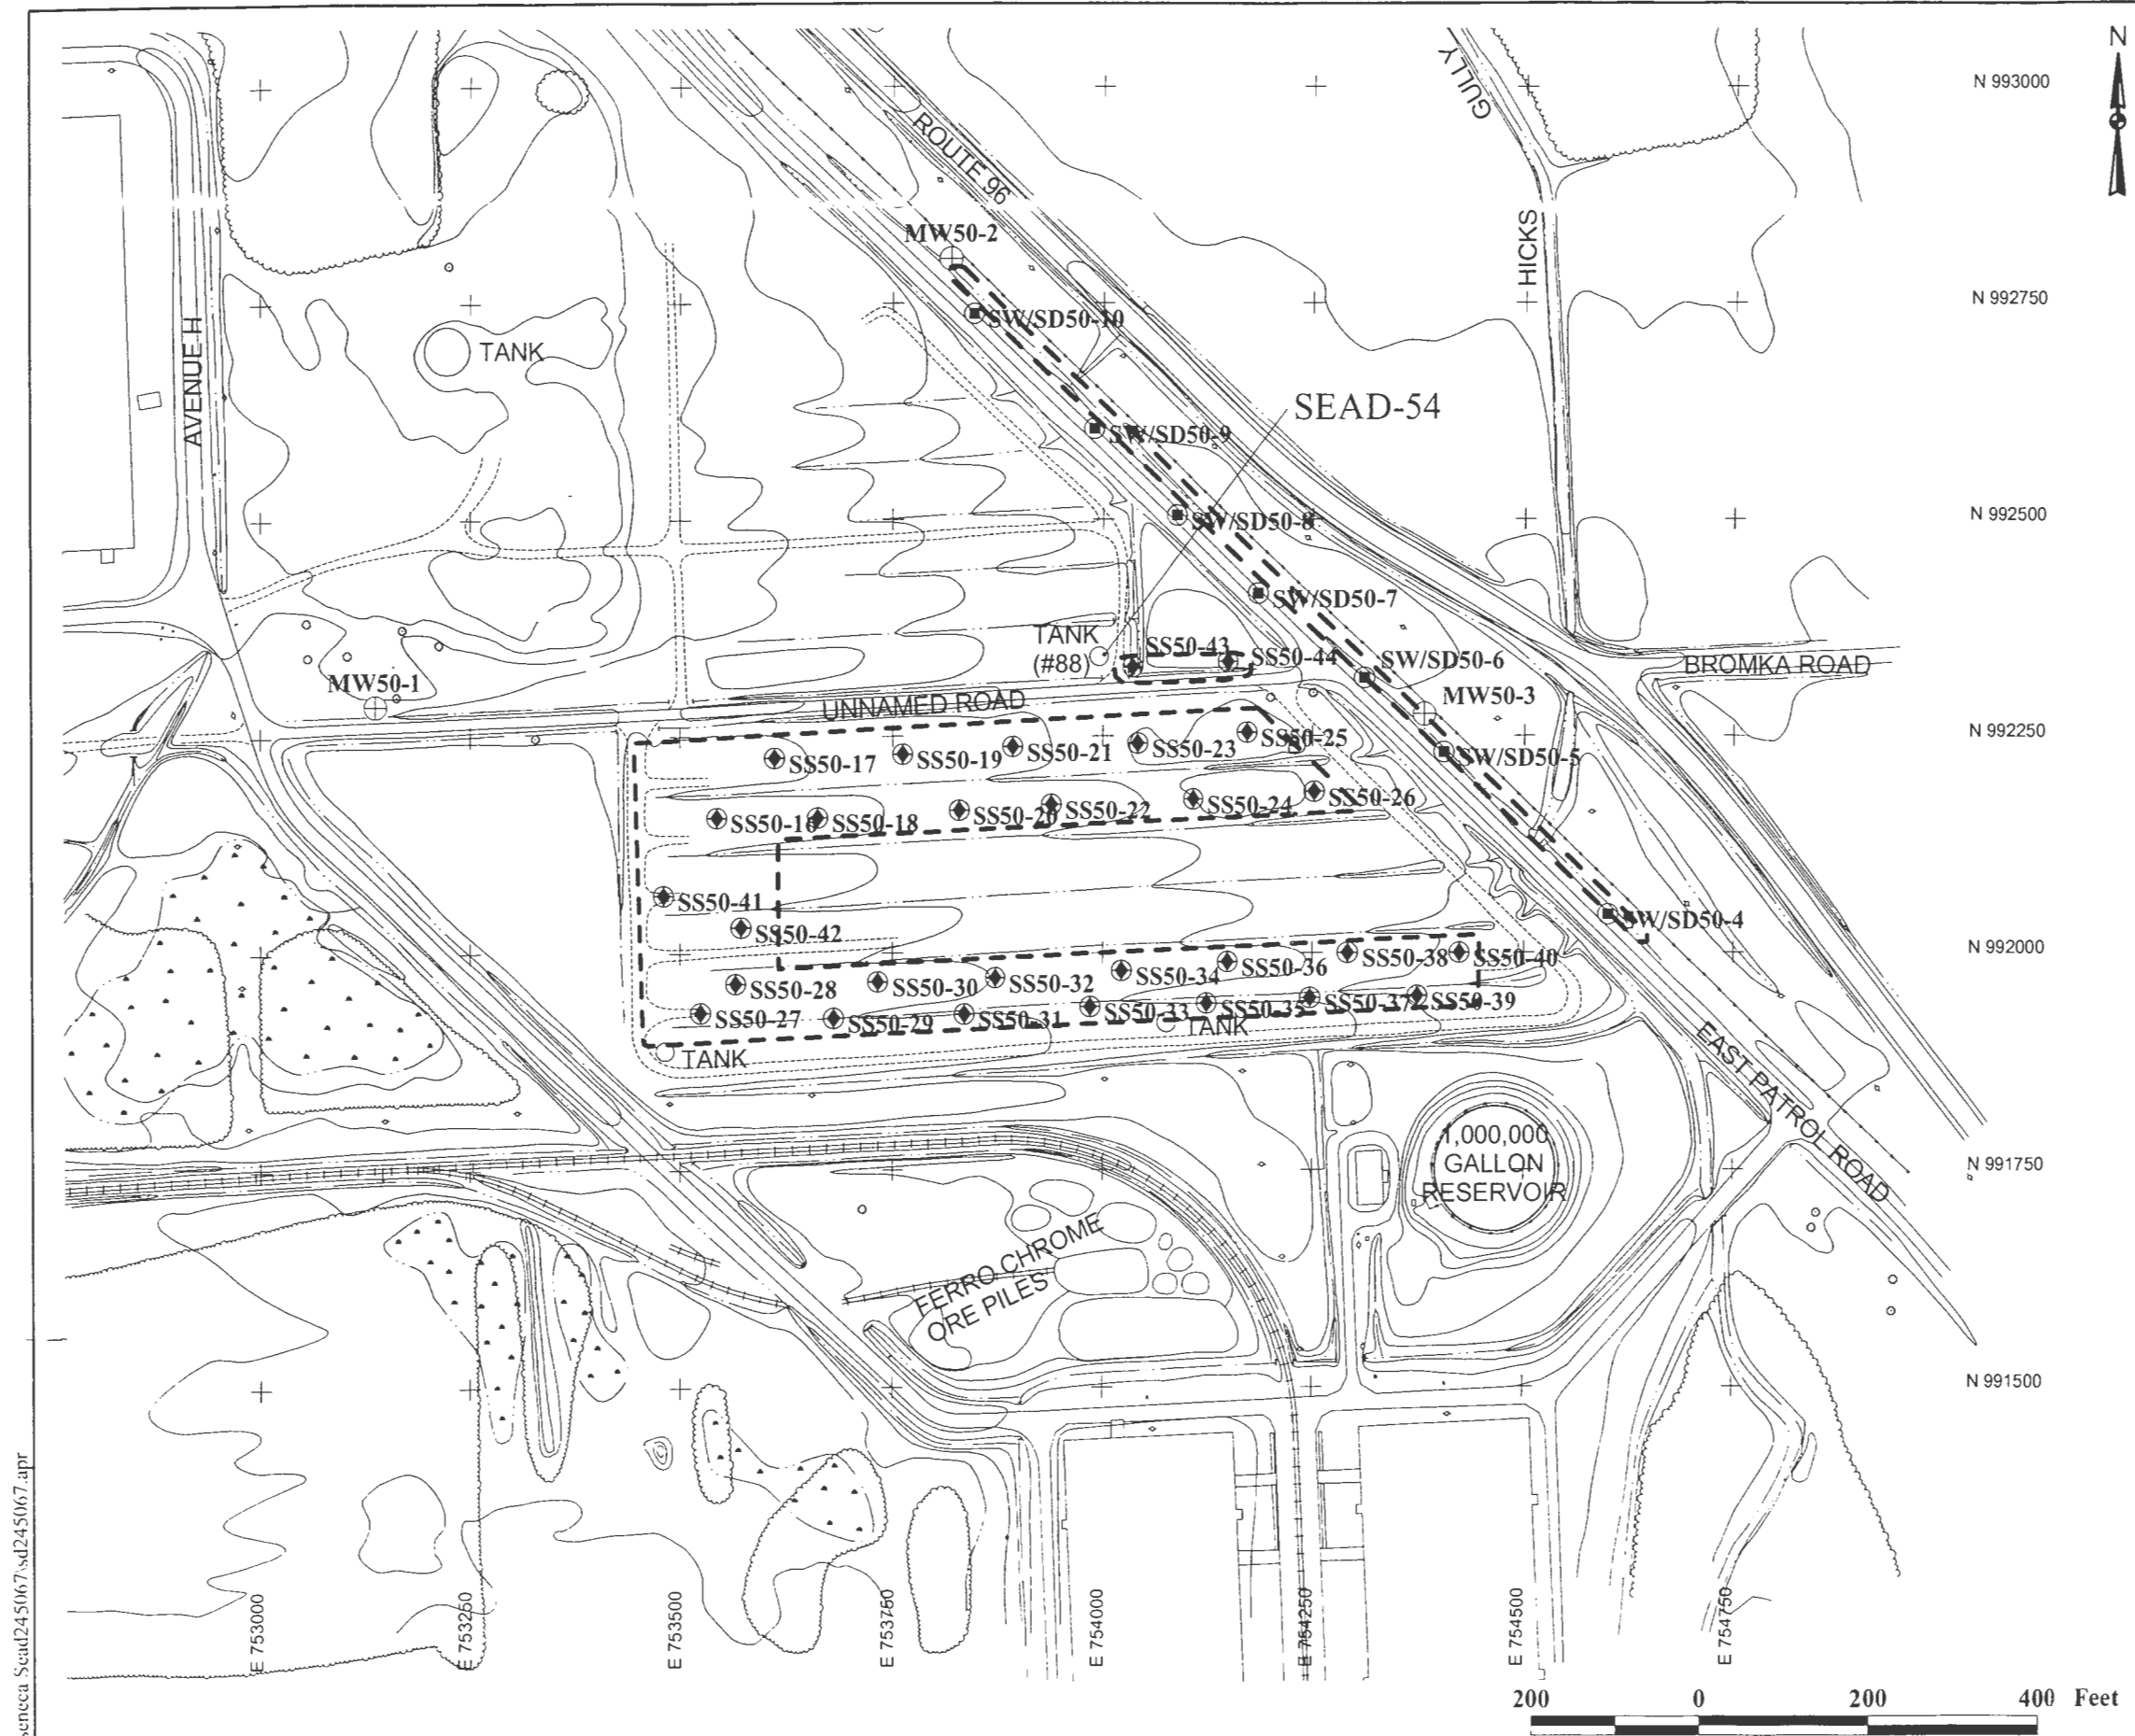 N
N 993000
GULLY
ROUTE 96
HICKS
MW50-2
N 992750
SW/SD50-10
AVENUE H
TANK
SEAD-54
SW/SD50-9
N 992500
SW/SD50-8
SW/SD50-7
TANK
(#88)
SS50-43
SS50-44
SW/SD50-6
BROMKA ROAD
MW50-1
MW50-3
UNNAMED ROAD
N 992250
SS50-17
SS50-19
SS50-21
SS50-23
SS50-25
SW/SD50-5
SS50-16
SS50-18
SS50-20
SS50-22
SS50-24
SS50-26
SS50-41
SS50-42
SW/SD50-4
N 992000
SS50-28
SS50-30
SS50-32
SS50-34
SS50-36
SS50-38
SS50-40
SS50-27
SS50-29
SS50-31
SS50-33
SS50-35
SS50-37
SS50-39
TANK
TANK
EAST PATROL ROAD
1,000,000
GALLON
RESERVOIR
N 991750
FERRO CHROME
ORE PILES
N 991500
E 753000
E 753250
E 753500
E 753750
E 754000
E 754250
E 754500
E 754750
200 0 200 400 Feet
seneca Sead245067\sd245067.apr